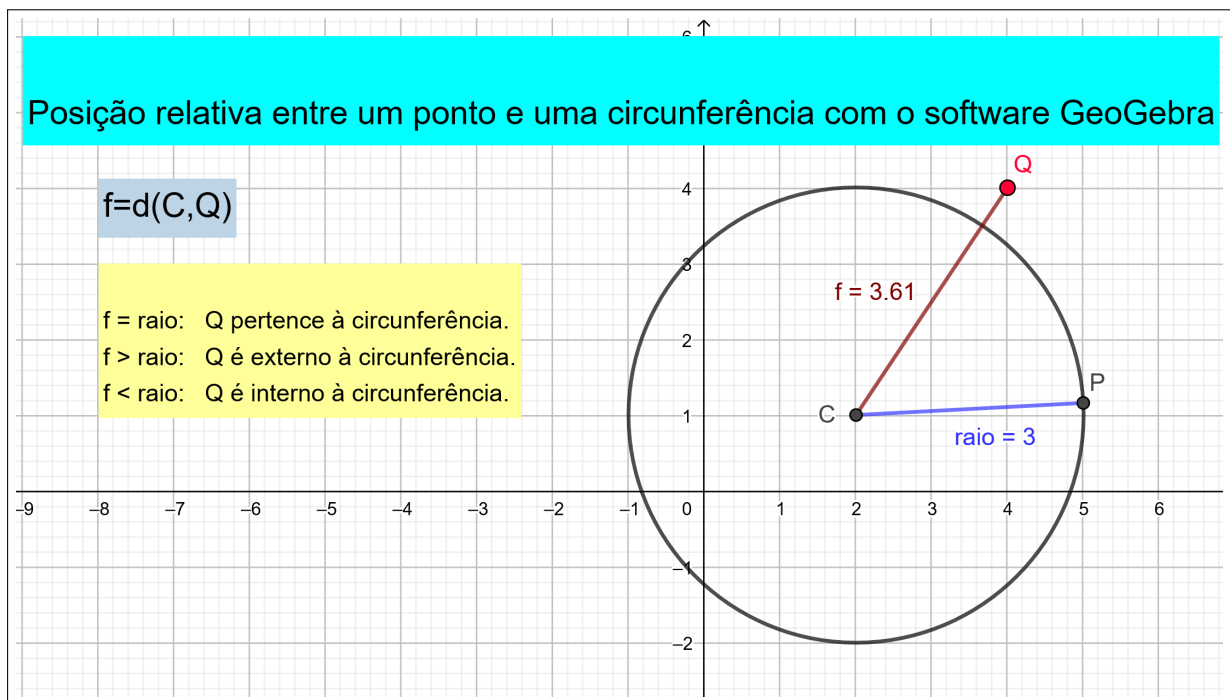 6
Posição relativa entre um ponto e uma circunferência com o software GeoGebra
Q
4
f=d(C,Q)
3
f = 3.61
f = raio: Q pertence à circunferência.
2
f > raio: Q é externo à circunferência.
P
f < raio: Q é interno à circunferência.
1
C
raio = 3
–9 –8 –7 –6 –5 –4 –3 –2 –1 0 1 2 3 4 5 6
–1
–2